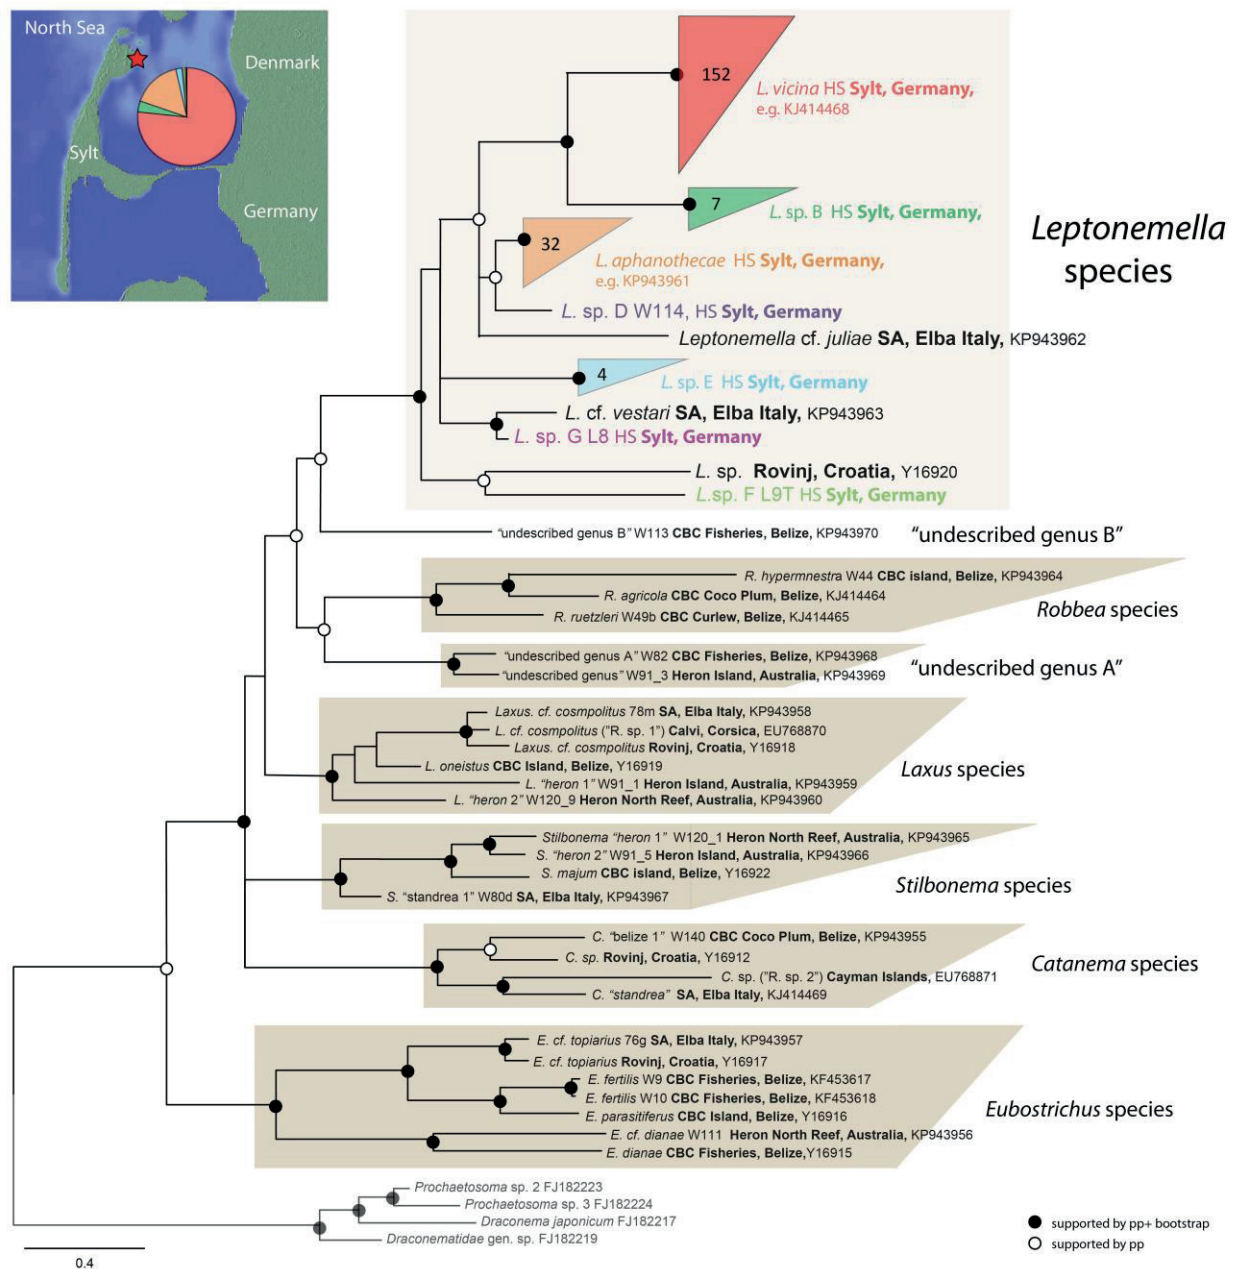 North Sea
Denmark
Sylt
Germany
152
L. vicina HS Sylt, Germany,
e.g. KJ414468
7
L. sp. B HS Sylt, Germany,
32
L. aphanothecae HS Sylt, Germany,
e.g. KP943961
L. sp. D W114, HS Sylt, Germany
Leptonemella cf. juliae SA, Elba Italy, KP943962
4
L. sp. E HS Sylt, Germany
L. cf. vestari SA, Elba Italy, KP943963
L. sp. G L8 HS Sylt, Germany
L. sp. Rovinj, Croatia, Y16920
L.sp. F L9T HS Sylt, Germany
Leptonemella
species
"undescribed genus B" W113 CBC Fisheries, Belize, KP943970
"undescribed genus B"
R. hypermnestra W44 CBC island, Belize, KP943964
R. agricola CBC Coco Plum, Belize, KJ414464
R. ruetzleri W49b CBC Curlew, Belize, KJ414465
Robbea species
"undescribed genus A" W82 CBC Fisheries, Belize, KP943968
"undescribed genus" W91_3 Heron Island, Australia, KP943969
"undescribed genus A"
Laxus. cf. cosmpolitus 78m SA, Elba Italy, KP943958
L. cf. cosmpolitus ("R. sp. 1") Calvi, Corsica, EU768870
Laxus. cf. cosmpolitus Rovinj, Croatia, Y16918
L. oneistus CBC Island, Belize, Y16919
L. "heron 1" W91_1 Heron Island, Australia, KP943959
L. "heron 2" W120_9 Heron North Reef, Australia, KP943960
Laxus species
Stilbonema "heron 1" W120_1 Heron North Reef, Australia, KP943965
S. "heron 2" W91_5 Heron Island, Australia, KP943966
S. majum CBC island, Belize, Y16922
S. "standrea 1" W80d SA, Elba Italy, KP943967
Stilbonema species
C. "belize 1" W140 CBC Coco Plum, Belize, KP943955
C. sp. Rovinj, Croatia, Y16912
C. sp. ("R. sp. 2") Cayman Islands, EU768871
C. "standrea" SA, Elba Italy, KJ414469
Catanema species
E. cf. topiarius 76g SA, Elba Italy, KP943957
E. cf. topiarius Rovinj, Croatia, Y16917
E. fertilis W9 CBC Fisheries, Belize, KF453617
E. fertilis W10 CBC Fisheries, Belize, KF453618
E. parasitiferus CBC Island, Belize, Y16916
E. cf. dianae W111 Heron North Reef, Australia, KP943956
E. dianae CBC Fisheries, Belize,Y16915
Eubostrichus species
Prochaetosoma sp. 2 FJ182223
Prochaetosoma sp. 3 FJ182224
Draconema japonicum FJ182217
Draconematidae gen. sp. FJ182219
0.4
supported by pp+ bootstrap
supported by pp